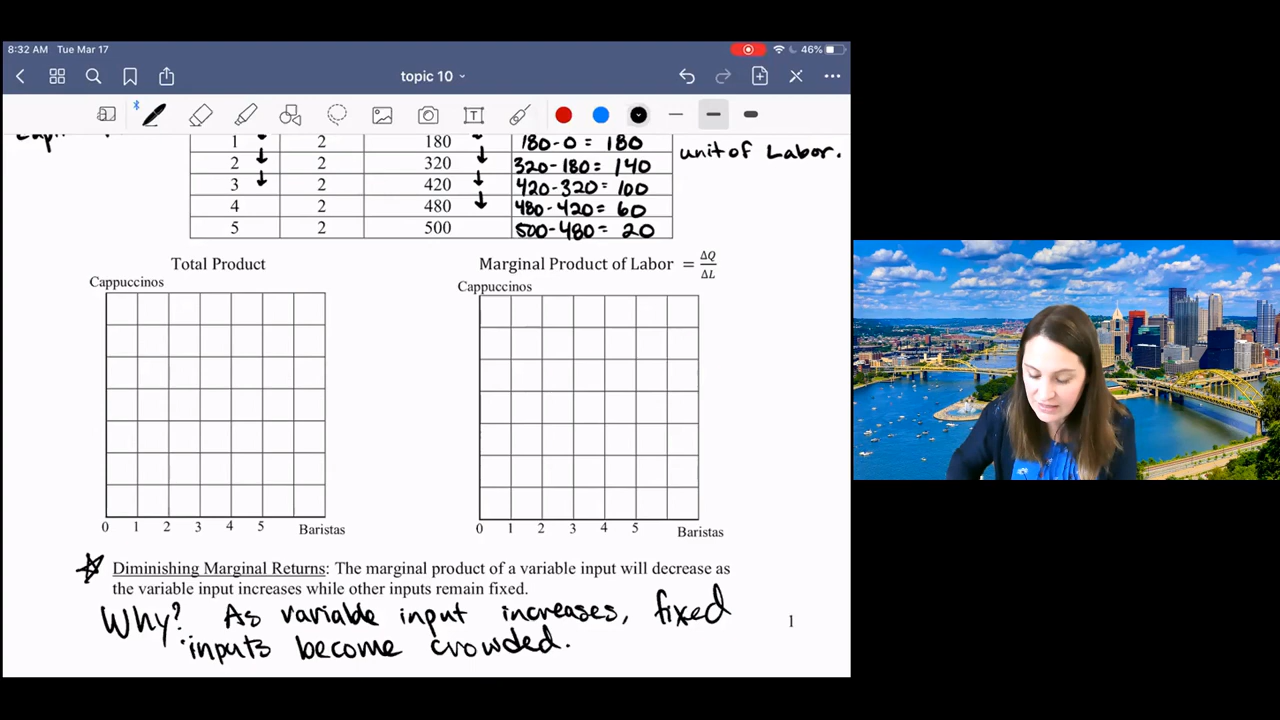 8:32 AM Tue Mar 17 46%
topic 10
1 2 180 180-0 = 180
unit of Labor.
2 2 320 320-180= 140
3 2 420 420-320= 100
4 2 480 480-420= 60
5 2 500 500-480= 20
Total Product
Marginal Product of Labor = ΔQ/ΔL
Cappuccinos
Cappuccinos
0 1 2 3 4 5 Baristas
0 1 2 3 4 5 Baristas
Diminishing Marginal Returns: The marginal product of a variable input will decrease as
the variable input increases while other inputs remain fixed.
Why? As variable input increases, fixed
inputs become crowded.
1